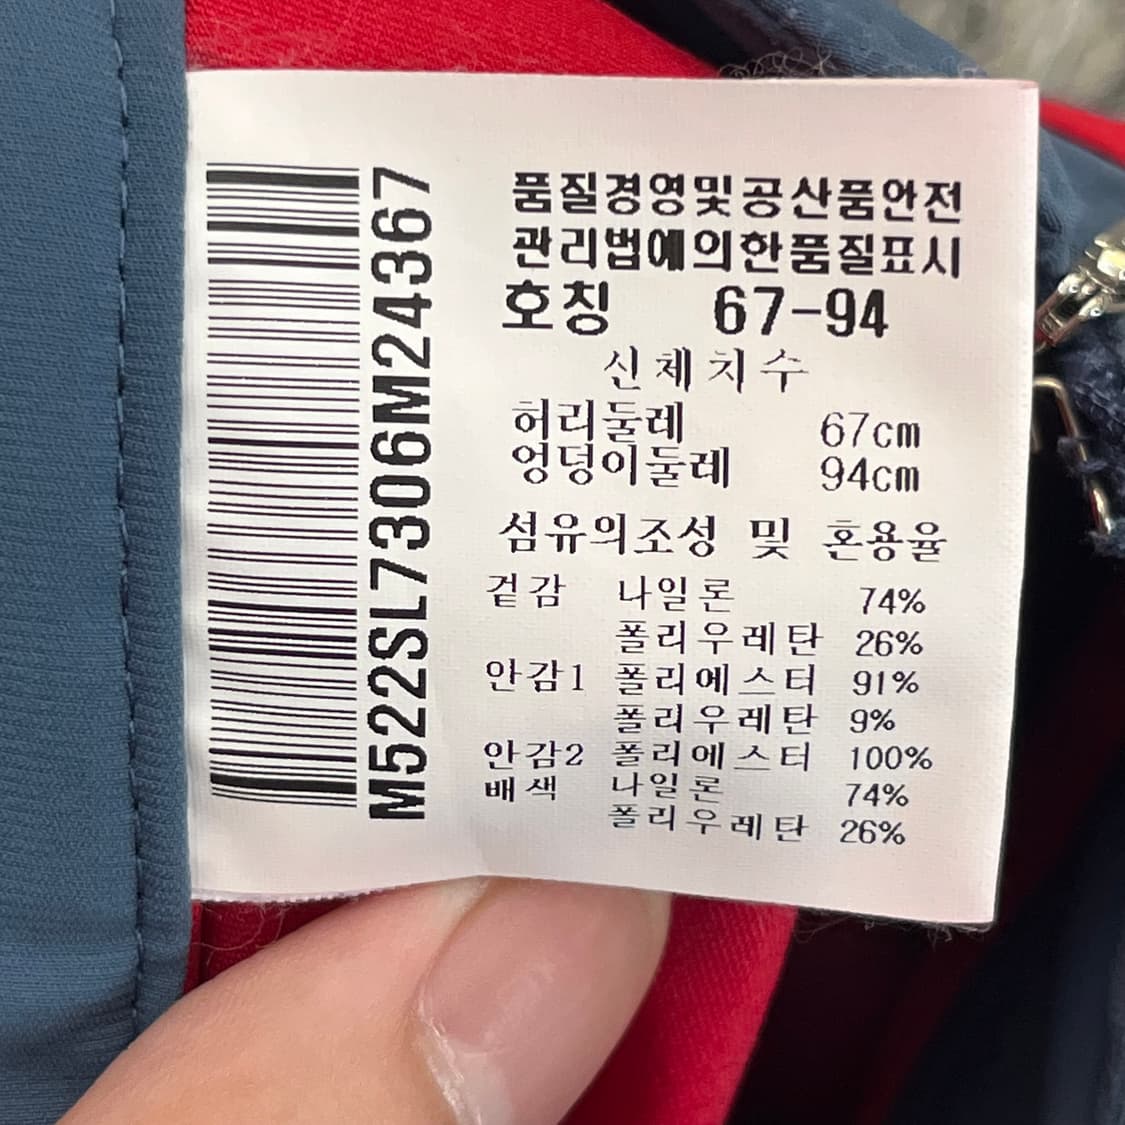 M522SL7306M24367
품질경영및공산품안전
관리법에의한품질표시
호칭 67-94
신체치수
허리둘레 67cm
엉덩이둘레 94cm
섬유의조성 및 혼용율
겉감 나일론 74%
폴리우레탄 26%
안감1 폴리에스터 91%
폴리우레탄 9%
안감2 폴리에스터 100%
배색 나일론 74%
폴리우레탄 26%